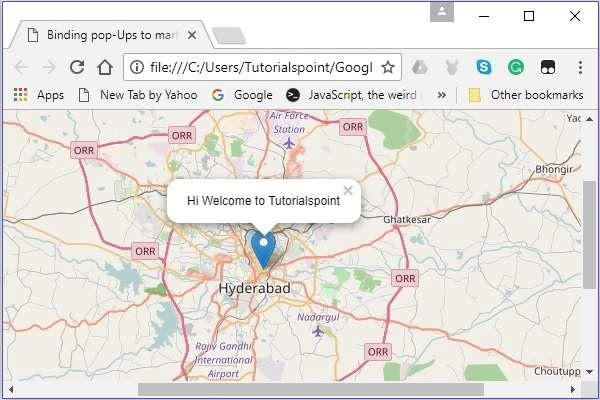 Binding pop-Ups to mar
file:///C:/Users/Tutorialspoint/Googl
Apps
New Tab by Yahoo
Google
JavaScript, the weird
»
Other bookmarks
Air Force
Station
ORR
ORR
ORR
Bhongir
Hi Welcome to Tutorialspoint
×
Ghatkesar
ORR
ORR
Hyderabad
Nadargul
Rajiv Gandhi
International
Airport
ORR
Choutupp